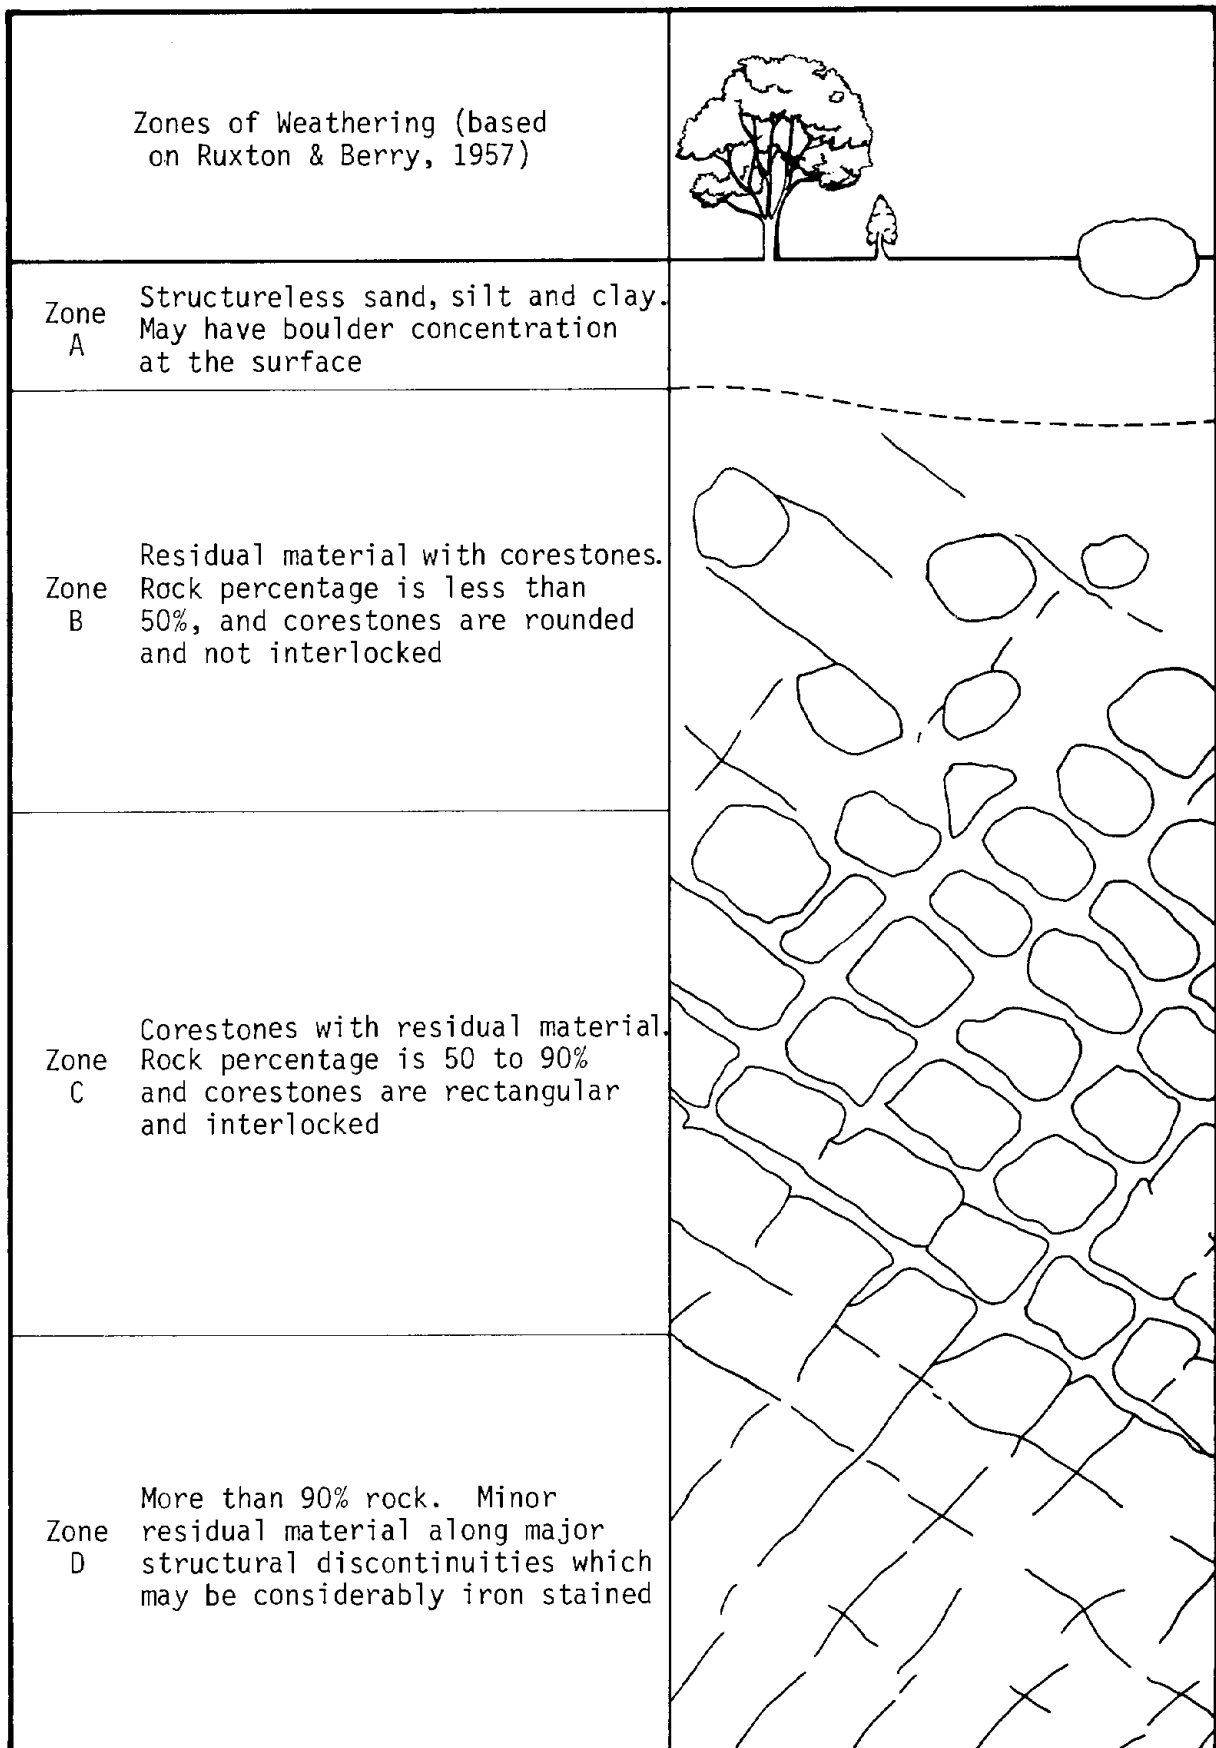 Zones of Weathering (based
on Ruxton & Berry, 1957)
Zone
A
Structureless sand, silt and clay.
May have boulder concentration
at the surface
Zone
B
Residual material with corestones.
Rock percentage is less than
50%, and corestones are rounded
and not interlocked
Zone
C
Corestones with residual material.
Rock percentage is 50 to 90%
and corestones are rectangular
and interlocked
Zone
D
More than 90% rock. Minor
residual material along major
structural discontinuities which
may be considerably iron stained